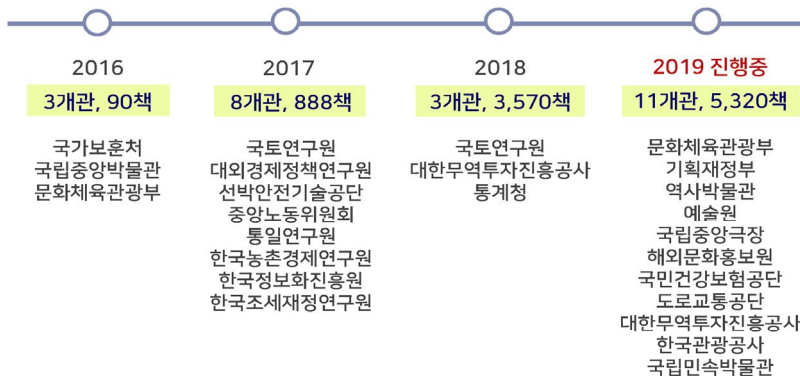 2016
3개관, 90책
국가보훈처
국립중앙박물관
문화체육관광부
2017
8개관, 888책
국토연구원
대외경제정책연구원
선박안전기술공단
중앙노동위원회
통일연구원
한국농촌경제연구원
한국정보화진흥원
한국조세재정연구원
2018
3개관, 3,570책
국토연구원
대한무역투자진흥공사
통계청
2019 진행중
11개관, 5,320책
문화체육관광부
기획재정부
역사박물관
예술원
국립중앙극장
해외문화홍보원
국민건강보험공단
도로교통공단
대한무역투자진흥공사
한국관광공사
국립민속박물관